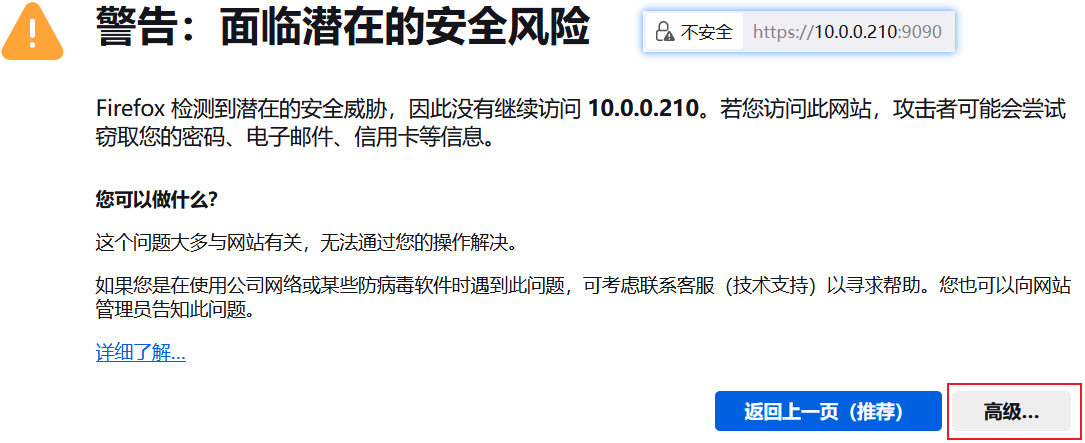 警告：面临潜在的安全风险
不安全 https://10.0.0.210:9090
Firefox 检测到潜在的安全威胁，因此没有继续访问 10.0.0.210。若您访问此网站，攻击者可能会尝试
窃取您的密码、电子邮件、信用卡等信息。
您可以做什么？
这个问题大多与网站有关，无法通过您的操作解决。
如果您是在使用公司网络或某些防病毒软件时遇到此问题，可考虑联系客服（技术支持）以寻求帮助。您也可以向网站
管理员告知此问题。
详细了解...
返回上一页（推荐）
高级...